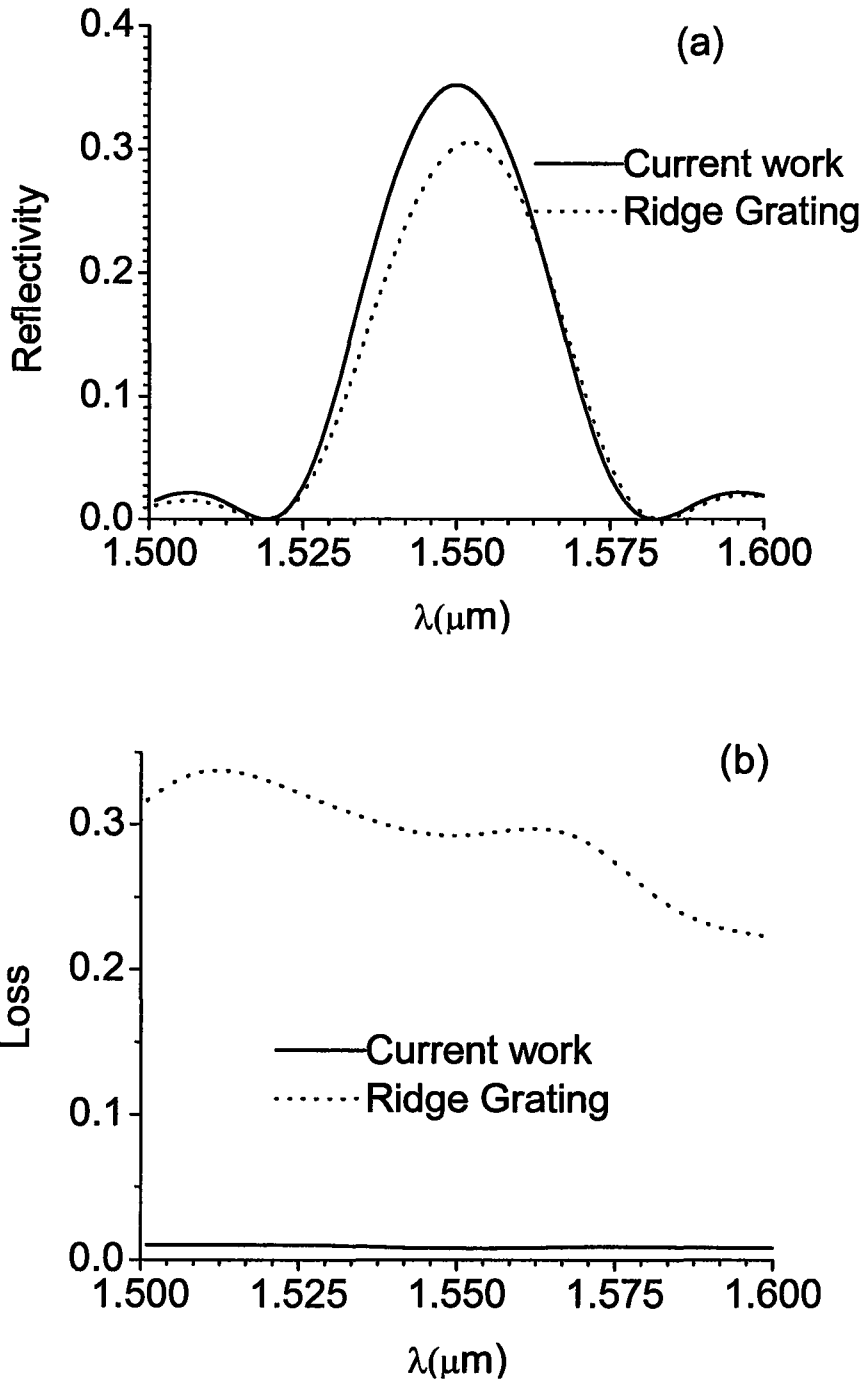 (a)
0.4
0.3
0.2
0.1
0.0
Reflectivity
Current work
Ridge Grating
1.500 1.525 1.550 1.575 1.600
λ(μm)
(b)
0.3
0.2
0.1
0.0
Loss
Current work
Ridge Grating
1.500 1.525 1.550 1.575 1.600
λ(μm)